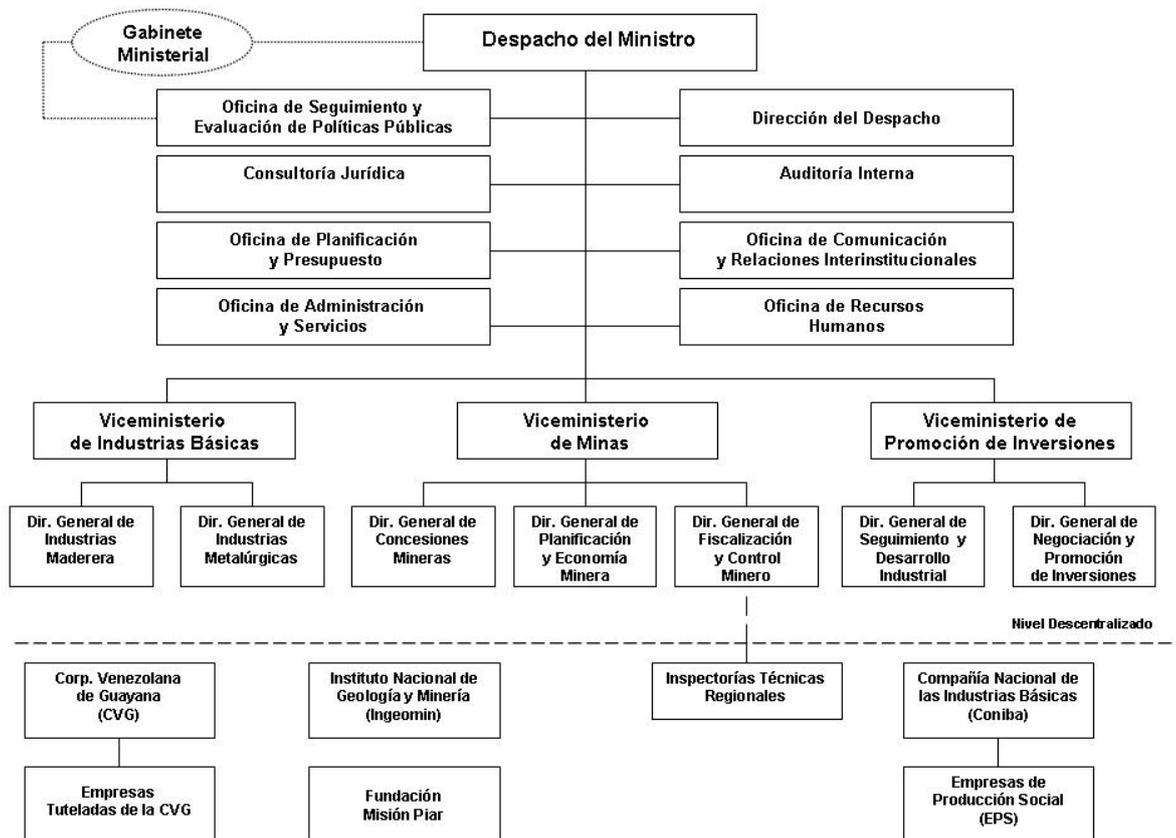 Gabinete
Ministerial
Despacho del Ministro
Oficina de Seguimiento y
Evaluación de Políticas Públicas
Dirección del Despacho
Consultoría Jurídica
Auditoría Interna
Oficina de Planificación
y Presupuesto
Oficina de Comunicación
y Relaciones Interinstitucionales
Oficina de Administración
y Servicios
Oficina de Recursos
Humanos
Viceministerio
de Industrias Básicas
Viceministerio
de Minas
Viceministerio de
Promoción de Inversiones
Dir. General de
Industrias
Maderera
Dir. General de
Industrias
Metalúrgicas
Dir. General de
Concesiones
Mineras
Dir. General de
Planificación
y Economía
Minera
Dir. General de
Fiscalización
y Control
Minero
Dir. General de
Seguimiento y
Desarrollo
Industrial
Dir. General de
Negociación y
Promoción
de Inversiones
Nivel Descentralizado
Corp. Venezolana
de Guayana
(CVG)
Instituto Nacional de
Geología y Minería
(Ingeomin)
Inspectorías Técnicas
Regionales
Compañía Nacional de
las Industrias Básicas
(Coniba)
Empresas
Tuteladas de la CVG
Fundación
Misión Piar
Empresas de
Producción Social
(EPS)